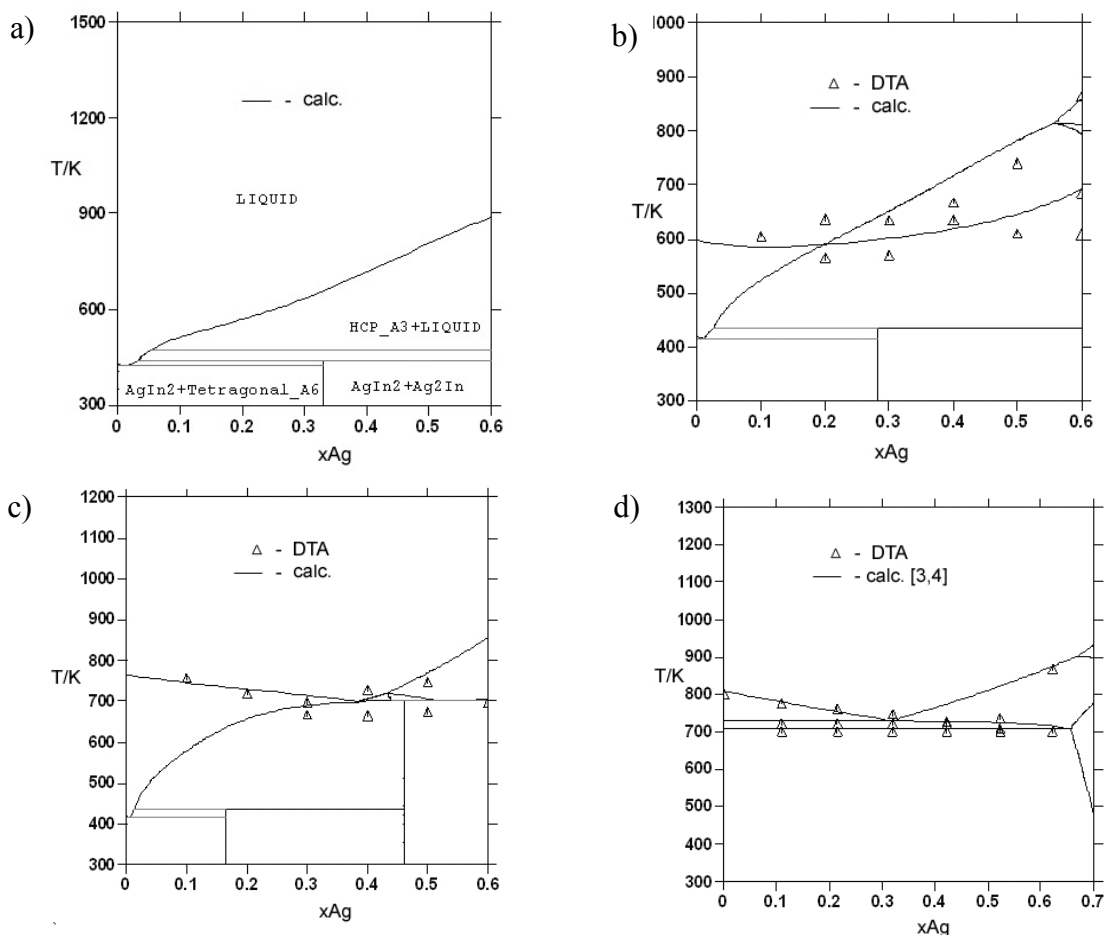 a)
1500
1200
900
600
300
T/K
— - calc.
LIQUID
HCP_A3+LIQUID
AgIn2+Tetragonal_A6
AgIn2+Ag2In
0 0.1 0.2 0.3 0.4 0.5 0.6
xAg
b)
1000
900
800
700
600
500
400
300
T/K
△ - DTA
— - calc.
0 0.1 0.2 0.3 0.4 0.5 0.6
xAg
c)
1200
1100
1000
900
800
700
600
500
400
300
T/K
△ - DTA
— - calc.
0 0.1 0.2 0.3 0.4 0.5 0.6
xAg
d)
1300
1200
1100
1000
900
800
700
600
500
400
300
T/K
△ - DTA
— - calc. [3,4]
0 0.1 0.2 0.3 0.4 0.5 0.6 0.7
xAg